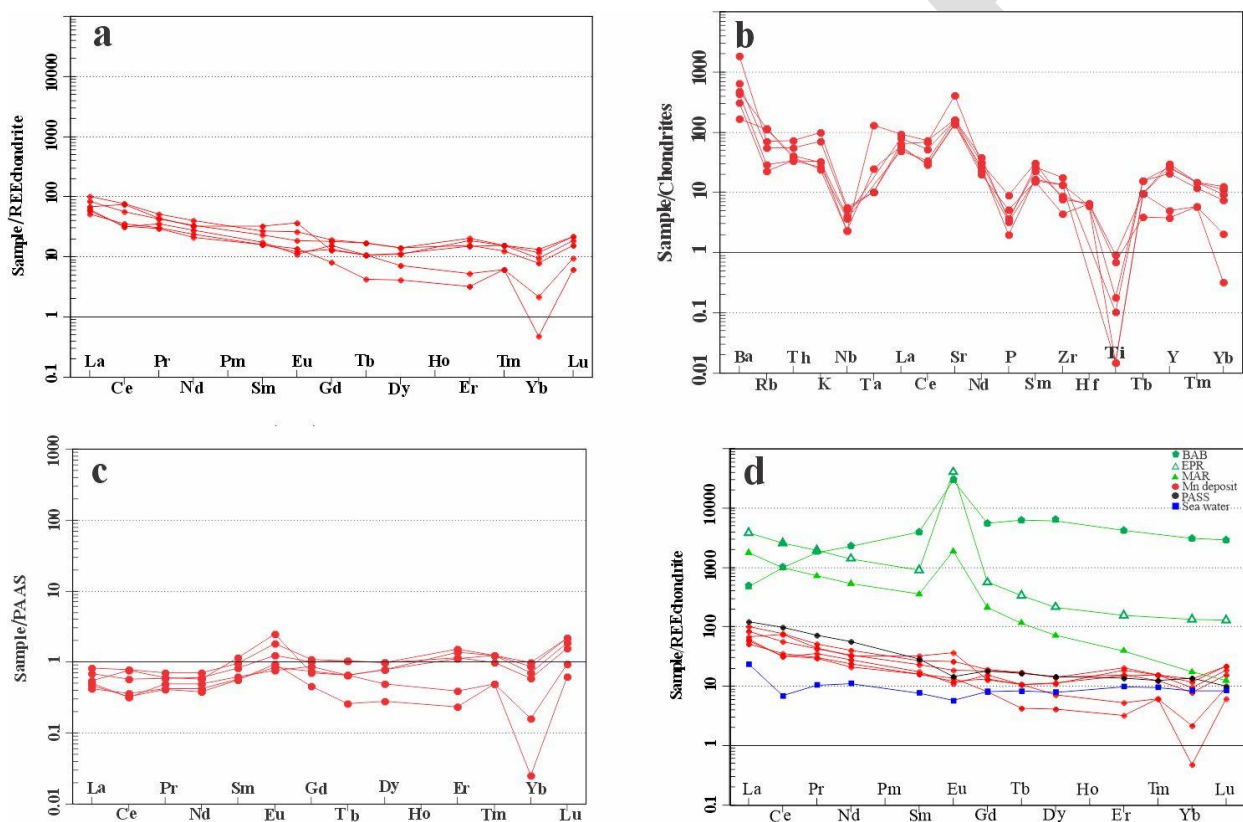 a
Sample/REEchondrite
10000
1000
100
10
1
0.1
La Pr Pm Eu Tb Ho Tm Lu
Ce Nd Sm Gd Dy Er Yb
b
Sample/Chondrites
1000
100
10
1
0.1
0.01
Ba Th Nb La Sr P Zr Ti Y Yb
Rb K Ta Ce Nd Sm Hf Tb Tm
c
Sample/PAAS
1000
100
10
1
0.1
0.01
La Pr Sm Gd Dy Er Yb
Ce Nd Eu Tb Ho Tm Lu
d
Sample/REEchondrite
10000
1000
100
10
1
0.1
BAB
EPR
MAR
Mn deposit
PASS
Sea water
La Pr Pm Eu Tb Ho Tm Lu
Ce Nd Sm Gd Dy Er Yb